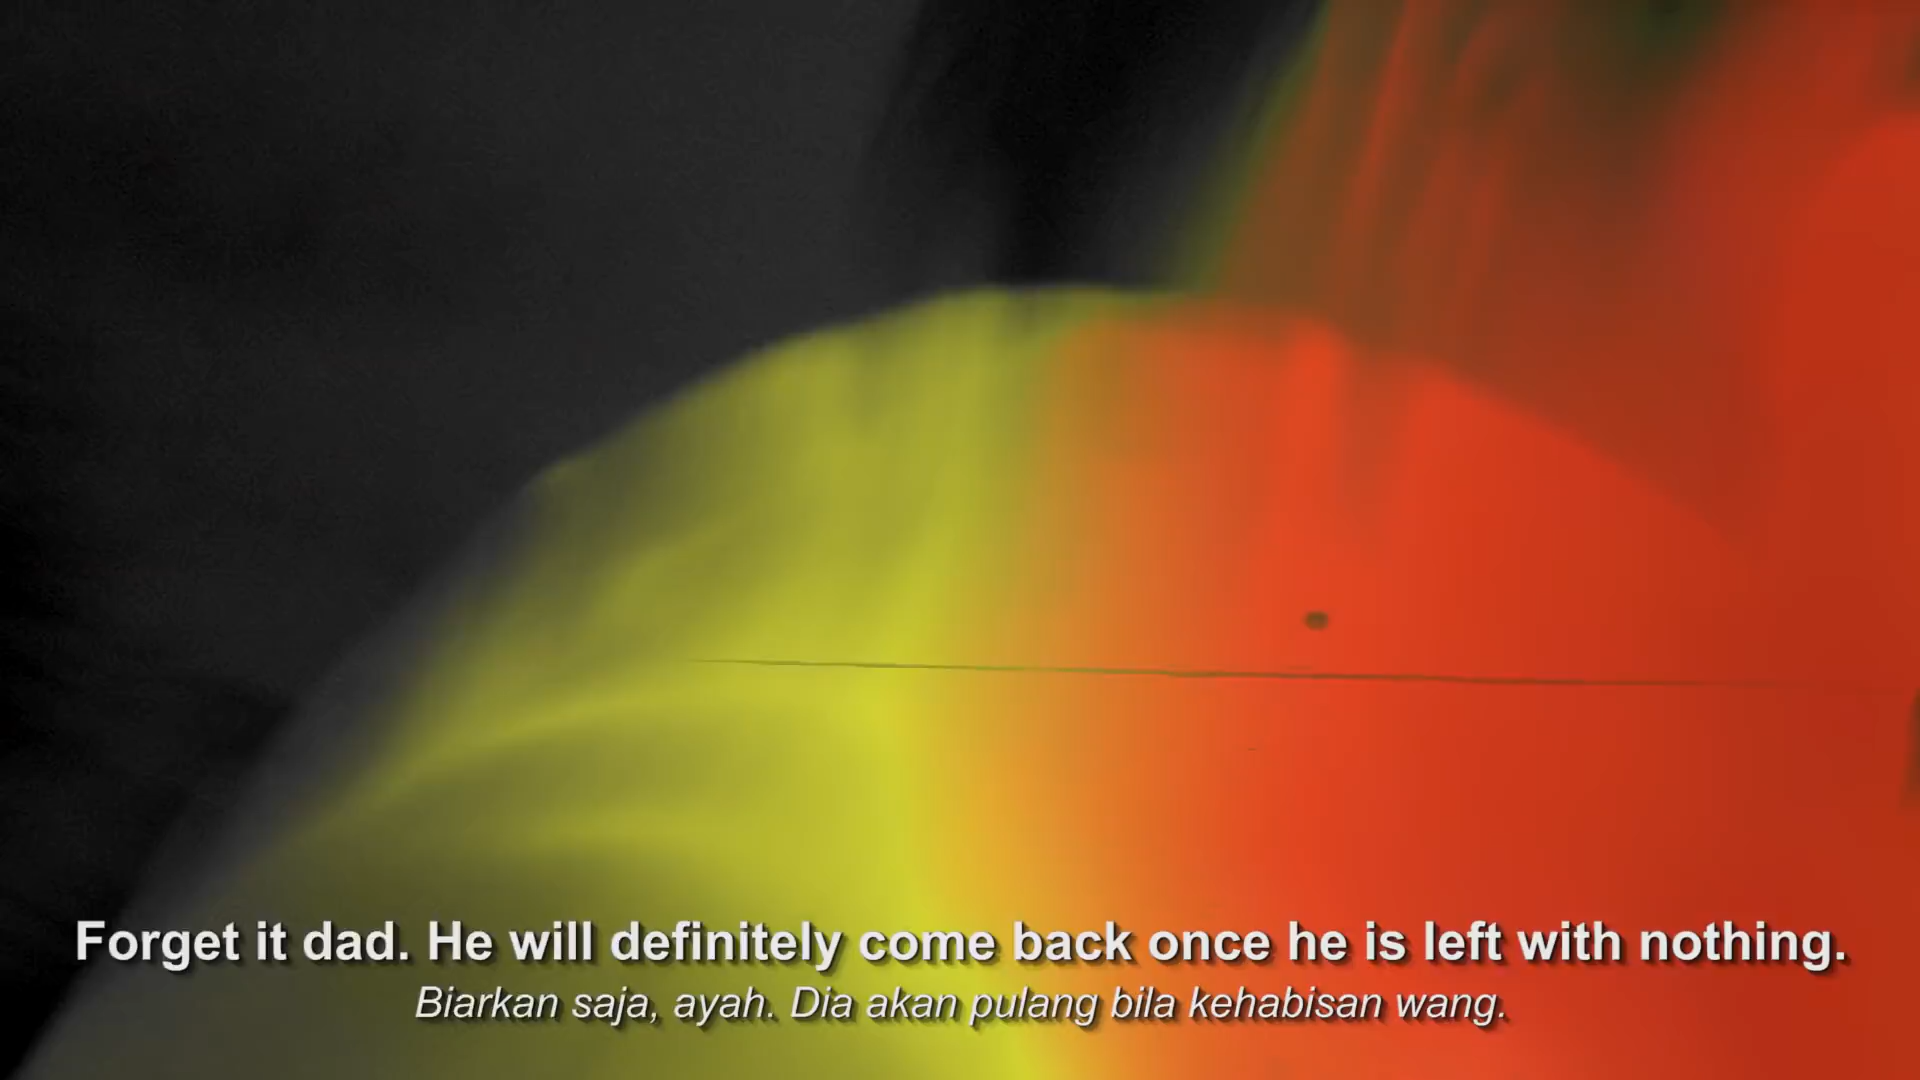 Forget it dad. He will definitely come back once he is left with nothing.
Biarkan saja, ayah. Dia akan pulang bila kehabisan wang.